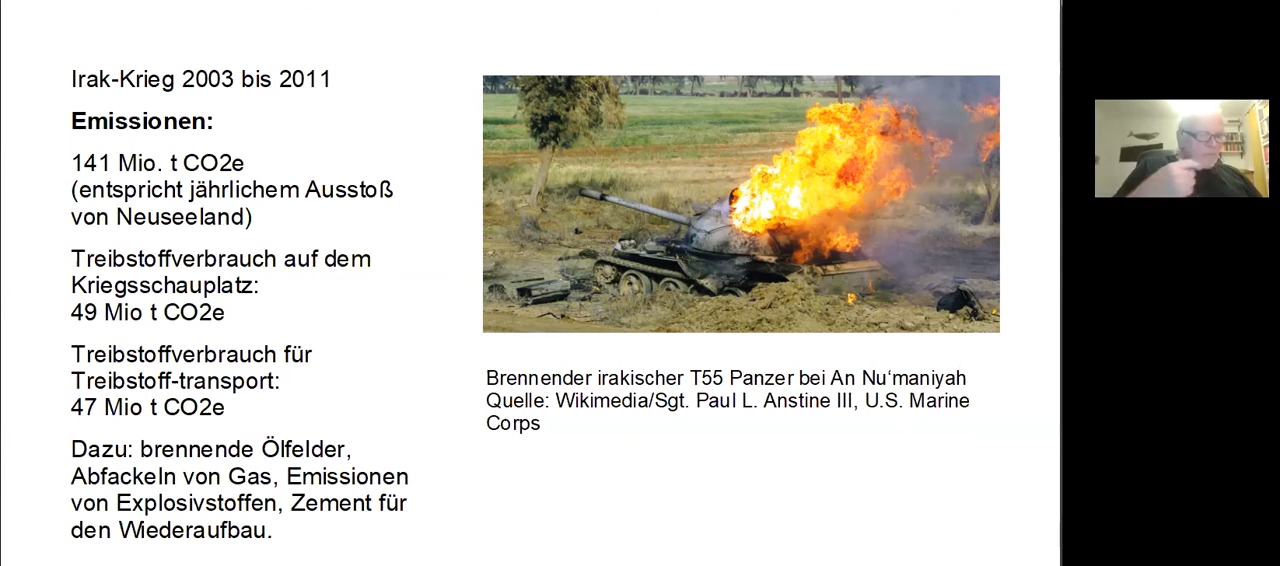 Irak-Krieg 2003 bis 2011
Emissionen:
141 Mio. t CO2e
(entspricht jährlichem Ausstoß
von Neuseeland)
Treibstoffverbrauch auf dem
Kriegsschauplatz:
49 Mio t CO2e
Treibstoffverbrauch für
Treibstoff-transport:
47 Mio t CO2e
Dazu: brennende Ölfelder,
Abfackeln von Gas, Emissionen
von Explosivstoffen, Zement für
den Wiederaufbau.
Brennender irakischer T55 Panzer bei An Nu‘maniyah
Quelle: Wikimedia/Sgt. Paul L. Anstine III, U.S. Marine
Corps